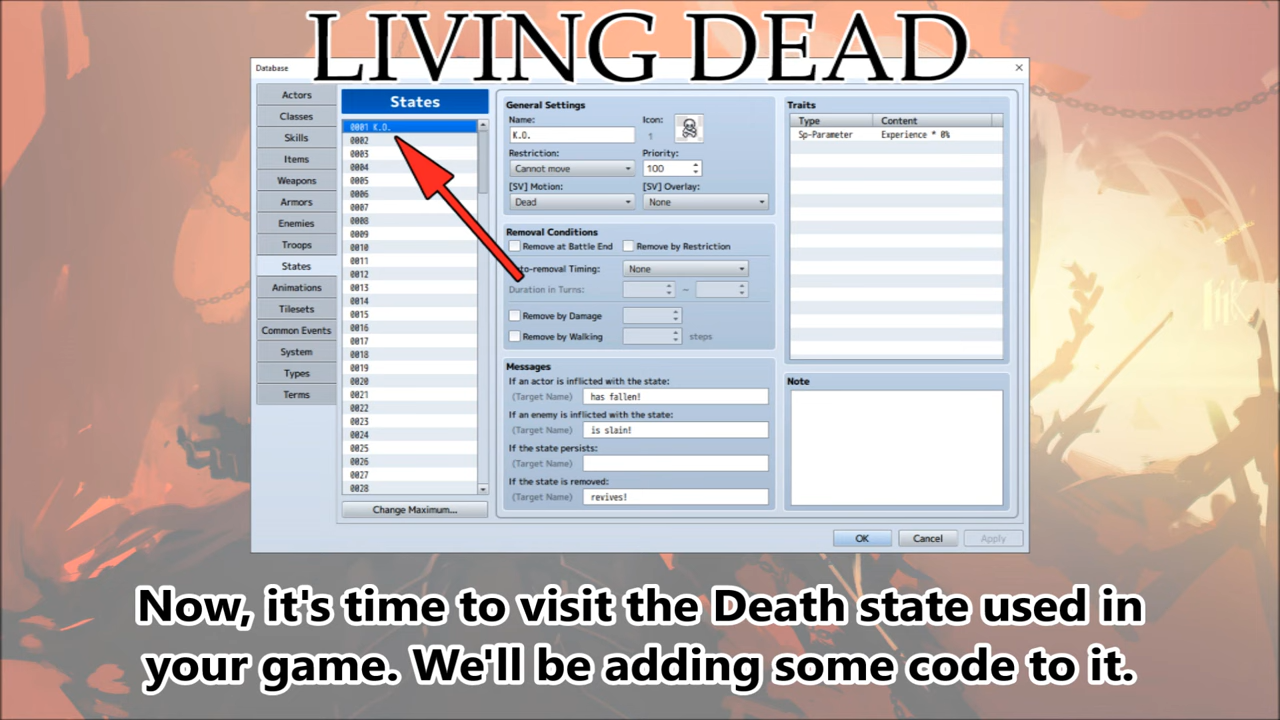 LIVING DEAD
Database
Actors
Classes
Skills
Items
Weapons
Armors
Enemies
Troops
States
Animations
Tilesets
Common Events
System
Types
Terms
States
0001 K.O.
0002
0003
0004
0005
0006
0007
0008
0009
0010
0011
0012
0013
0014
0015
0016
0017
0018
0019
0020
0021
0022
0023
0024
0025
0026
0027
0028
Change Maximum...
General Settings
Name: Icon:
K.O. 1
Restriction: Priority:
Cannot move 100
[SV] Motion: [SV] Overlay:
Dead None
Removal Conditions
Remove at Battle End Remove by Restriction
to-removal Timing: None
Duration in Turns: ~
Remove by Damage
Remove by Walking steps
Messages
If an actor is inflicted with the state:
(Target Name) has fallen!
If an enemy is inflicted with the state:
(Target Name) is slain!
If the state persists:
(Target Name)
If the state is removed:
(Target Name) revives!
Traits
Type Content
Sp-Parameter Experience * 0%
Note
OK Cancel Apply
Now, it's time to visit the Death state used in
your game. We'll be adding some code to it.